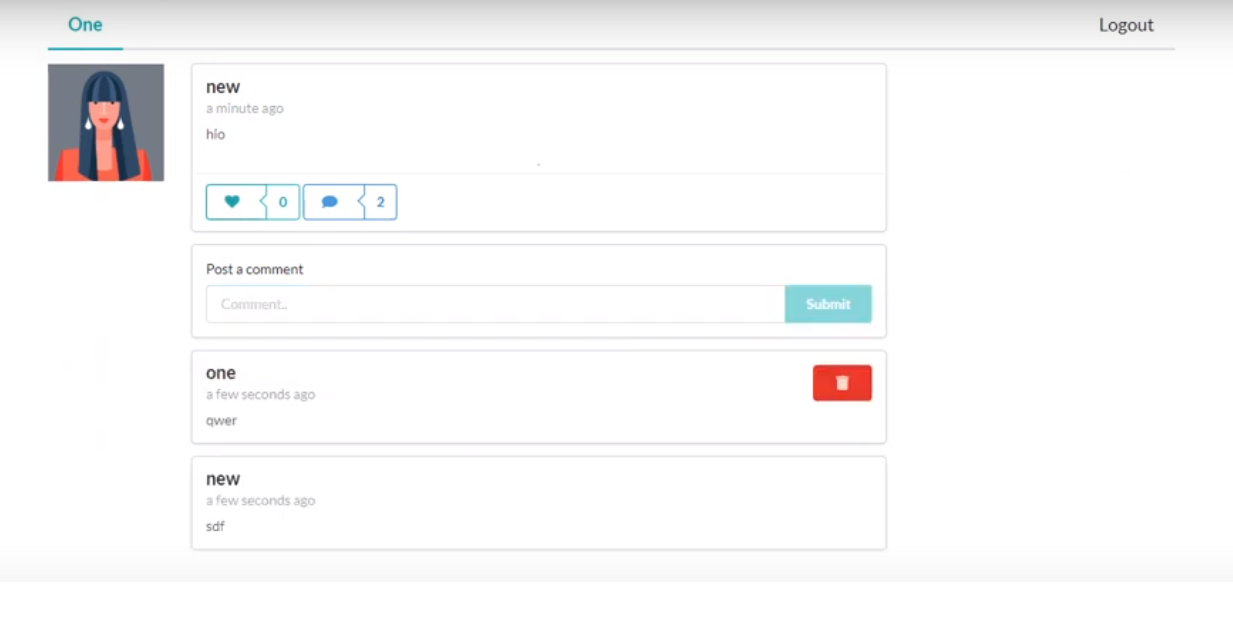 One
Logout
new
a minute ago
hio
0
2
Post a comment
Comment..
Submit
one
a few seconds ago
qwer
new
a few seconds ago
sdf